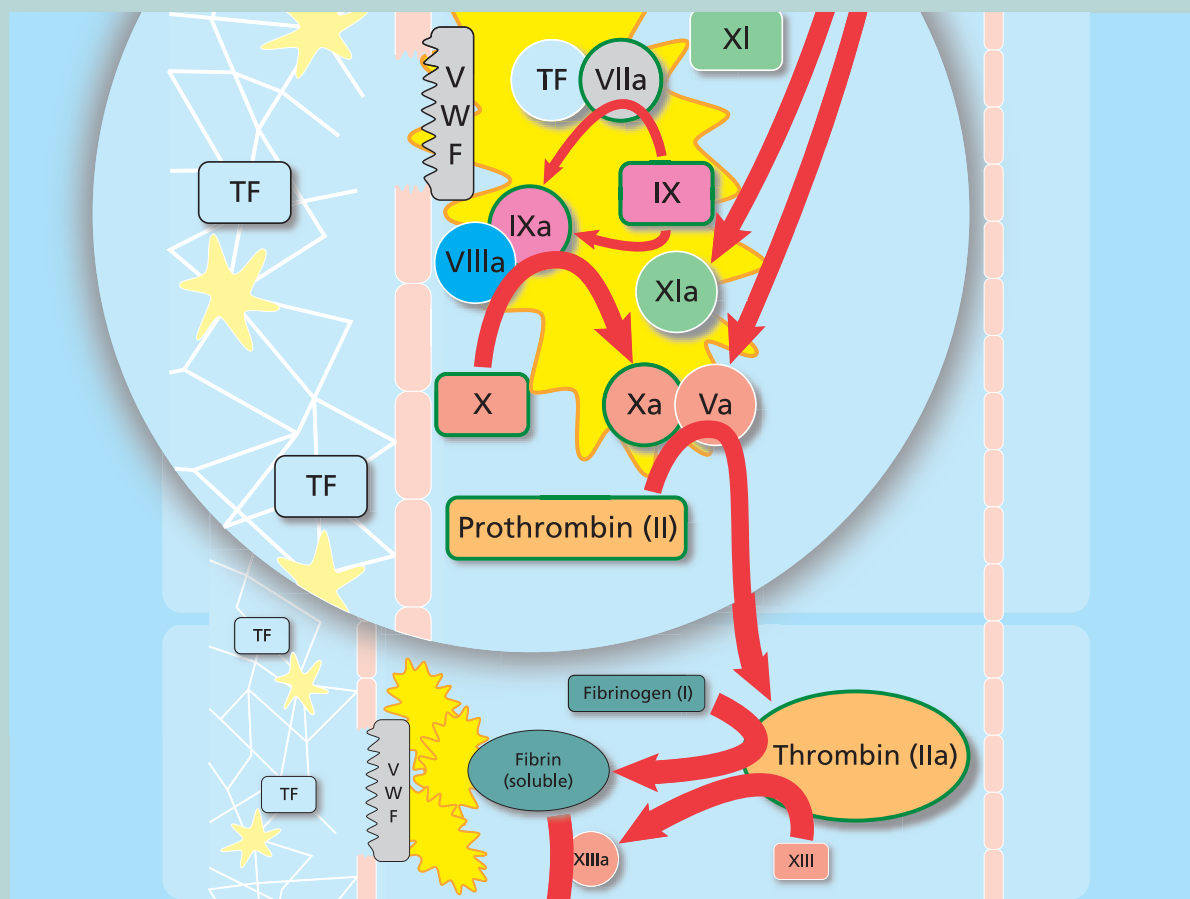 XI
V
W
F
TF
VIIa
TF
IX
IXa
VIIIa
XIa
X
Xa
Va
TF
Prothrombin (II)
TF
Fibrinogen (I)
Thrombin (IIa)
Fibrin
(soluble)
V
W
F
TF
XIIIa
XIII